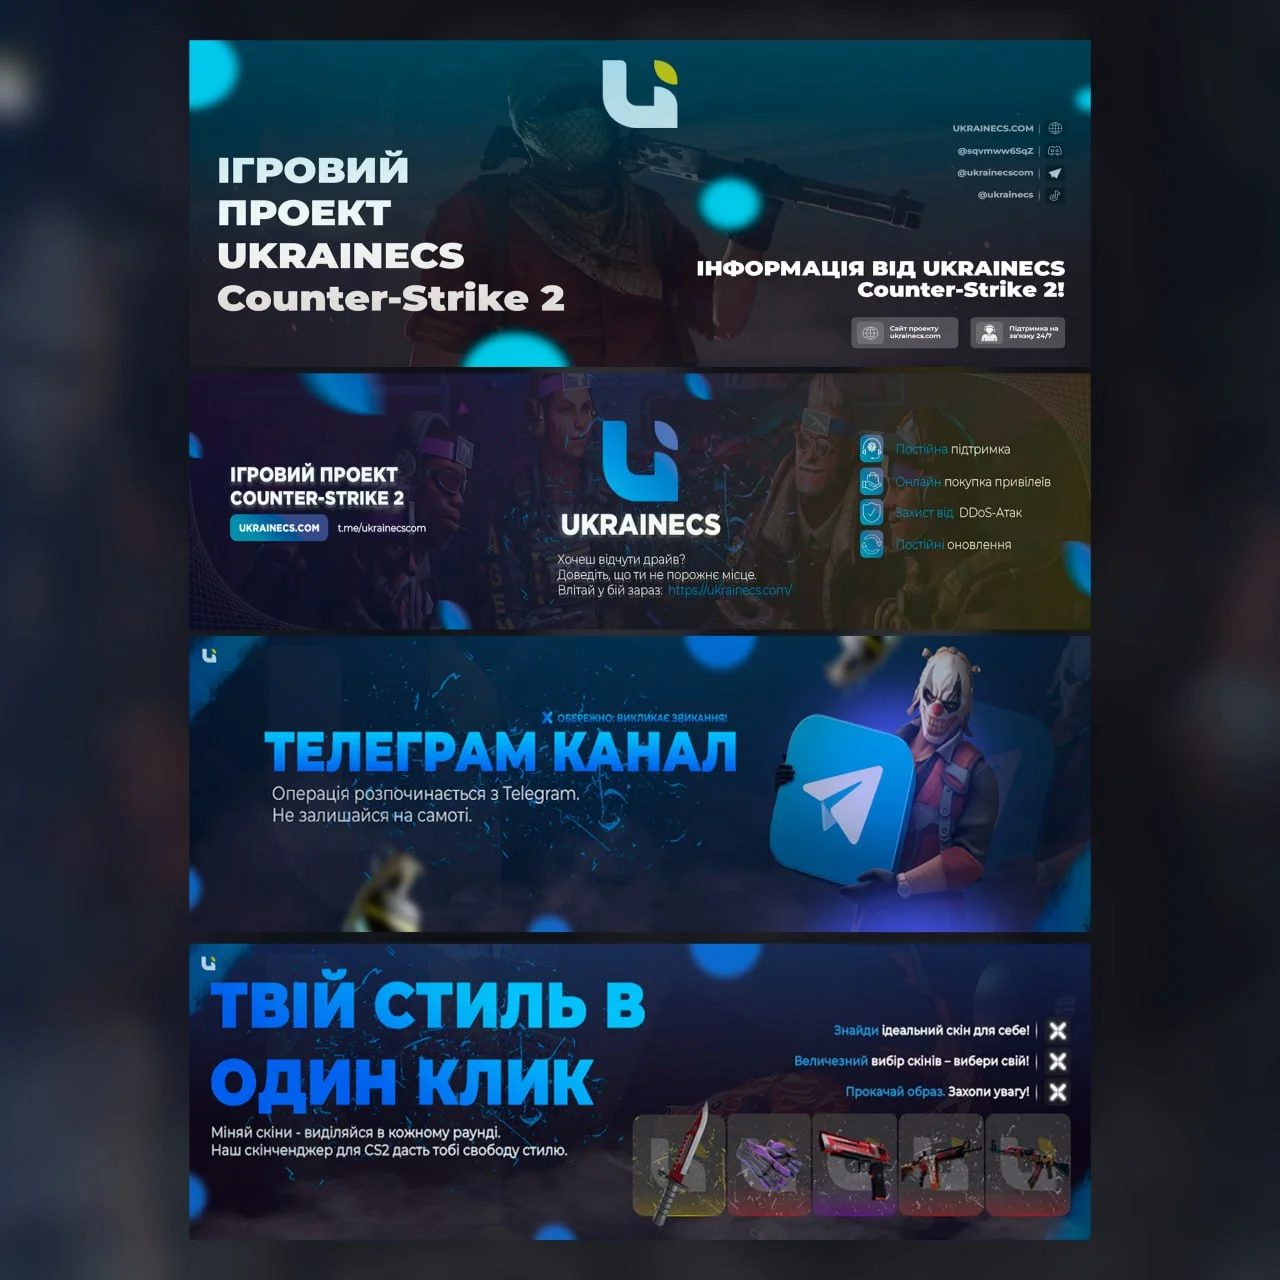 ІГРОВИЙ
ПРОЕКТ
UKRAINECS
Counter-Strike 2
UKRAINECS.COM
@sqvmww6SqZ
@ukrainecscom
@ukrainecs
ІНФОРМАЦІЯ ВІД UKRAINECS
Counter-Strike 2!
Сайт проекту
ukrainecs.com
Підтримка на
зв'язку 24/7
ІГРОВИЙ ПРОЕКТ
COUNTER-STRIKE 2
UKRAINECS.COM
t.me/ukrainecscom
UKRAINECS
Хочеш відчути драйв?
Доведіть, що ти не порожнє місце.
Влітай у бій зараз: https://ukrainecs.com/
Постійна підтримка
Онлайн покупка привілеїв
Захист від DDoS-Атак
Постійні оновлення
ОБЕРЕЖНО: ВИКЛИКАЄ ЗВИКАННЯ!
ТЕЛЕГРАМ КАНАЛ
Операція розпочинається з Telegram.
Не залишайся на самоті.
ТВІЙ СТИЛЬ В
ОДИН КЛИК
Міняй скіни - виділяйся в кожному раунді.
Наш скінченджер для CS2 дасть тобі свободу стилю.
Знайди ідеальний скін для себе!
Величезний вибір скінів – вибери свій!
Прокачай образ. Захопи увагу!